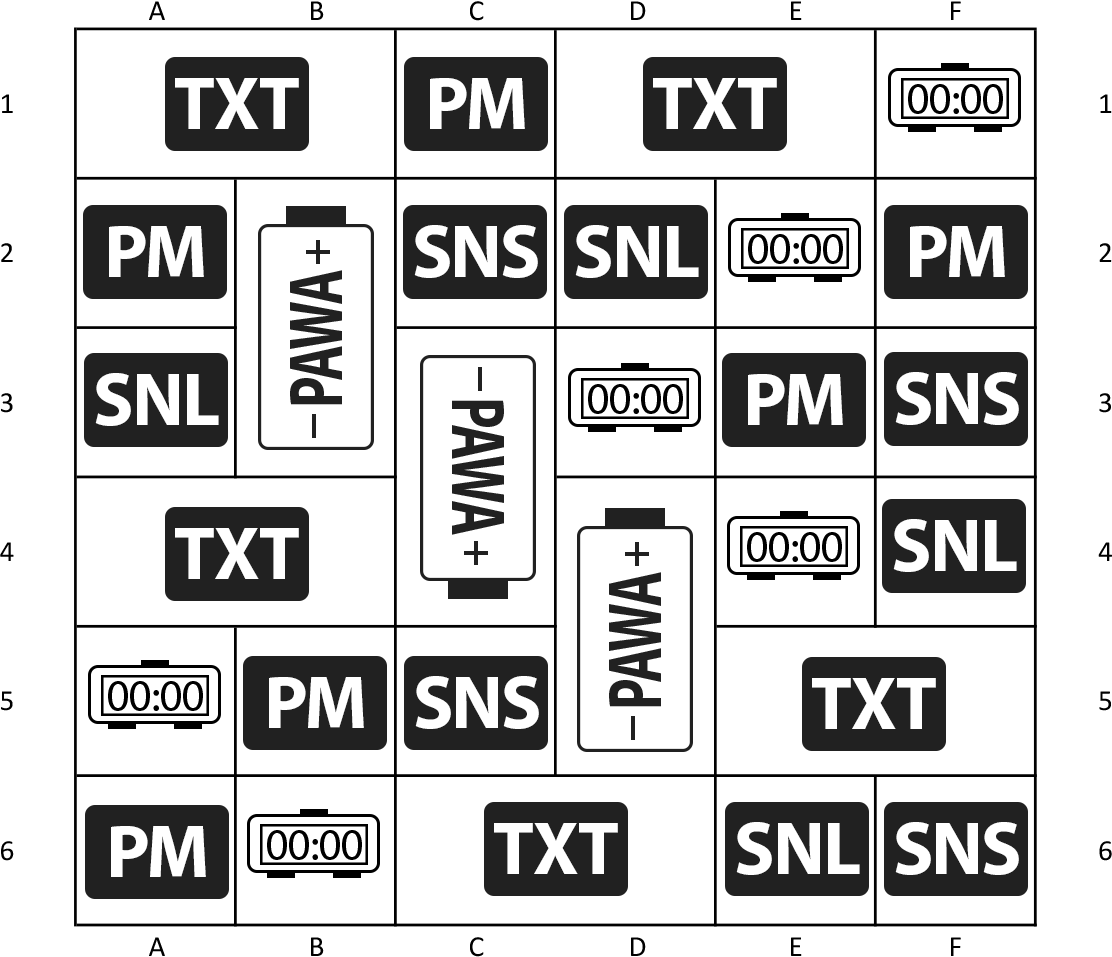 A B C D E F
1 TXT PM TXT 00:00 1
2 PM SNS SNL 00:00 PM 2
–PAWA+
3 SNL 00:00 PM SNS 3
–PAWA+
4 TXT 00:00 SNL 4
–PAWA+
5 00:00 PM SNS TXT 5
6 PM 00:00 TXT SNL SNS 6
A B C D E F